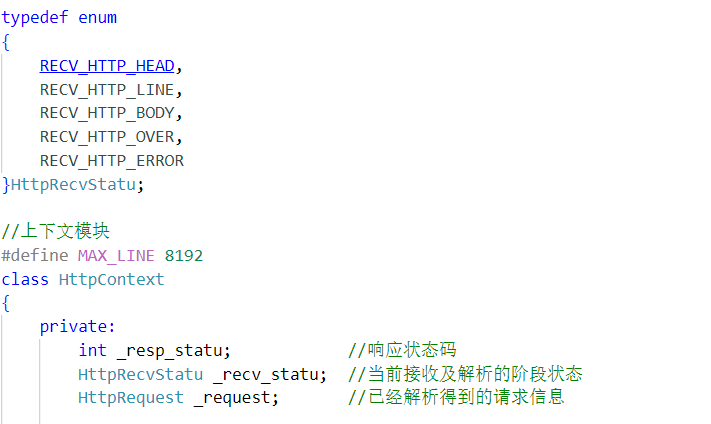 typedef enum
{
    RECV_HTTP_HEAD,
    RECV_HTTP_LINE,
    RECV_HTTP_BODY,
    RECV_HTTP_OVER,
    RECV_HTTP_ERROR
}HttpRecvStatu;
//上下文模块
#define MAX_LINE 8192
class HttpContext
{
    private:
        int _resp_statu;            //响应状态码
        HttpRecvStatu _recv_statu;  //当前接收及解析的阶段状态
        HttpRequest _request;       //已经解析得到的请求信息